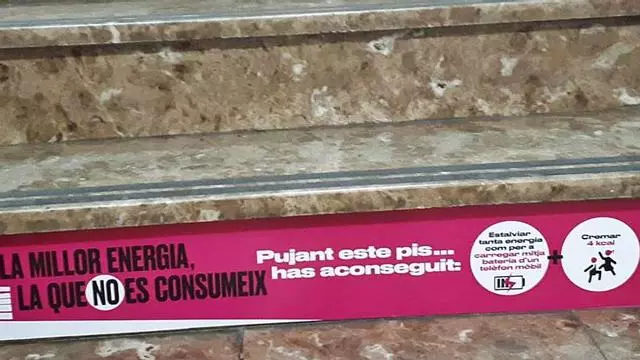 LA MILLOR ENERGIA,
LA QUE NO ES CONSUMEIX
Pujant este pis...
has aconseguit:
Estalviar
tanta energia
com per a
carregar mitja
bateria d'un
telèfon mòbil
+
Cremar
4 kcal